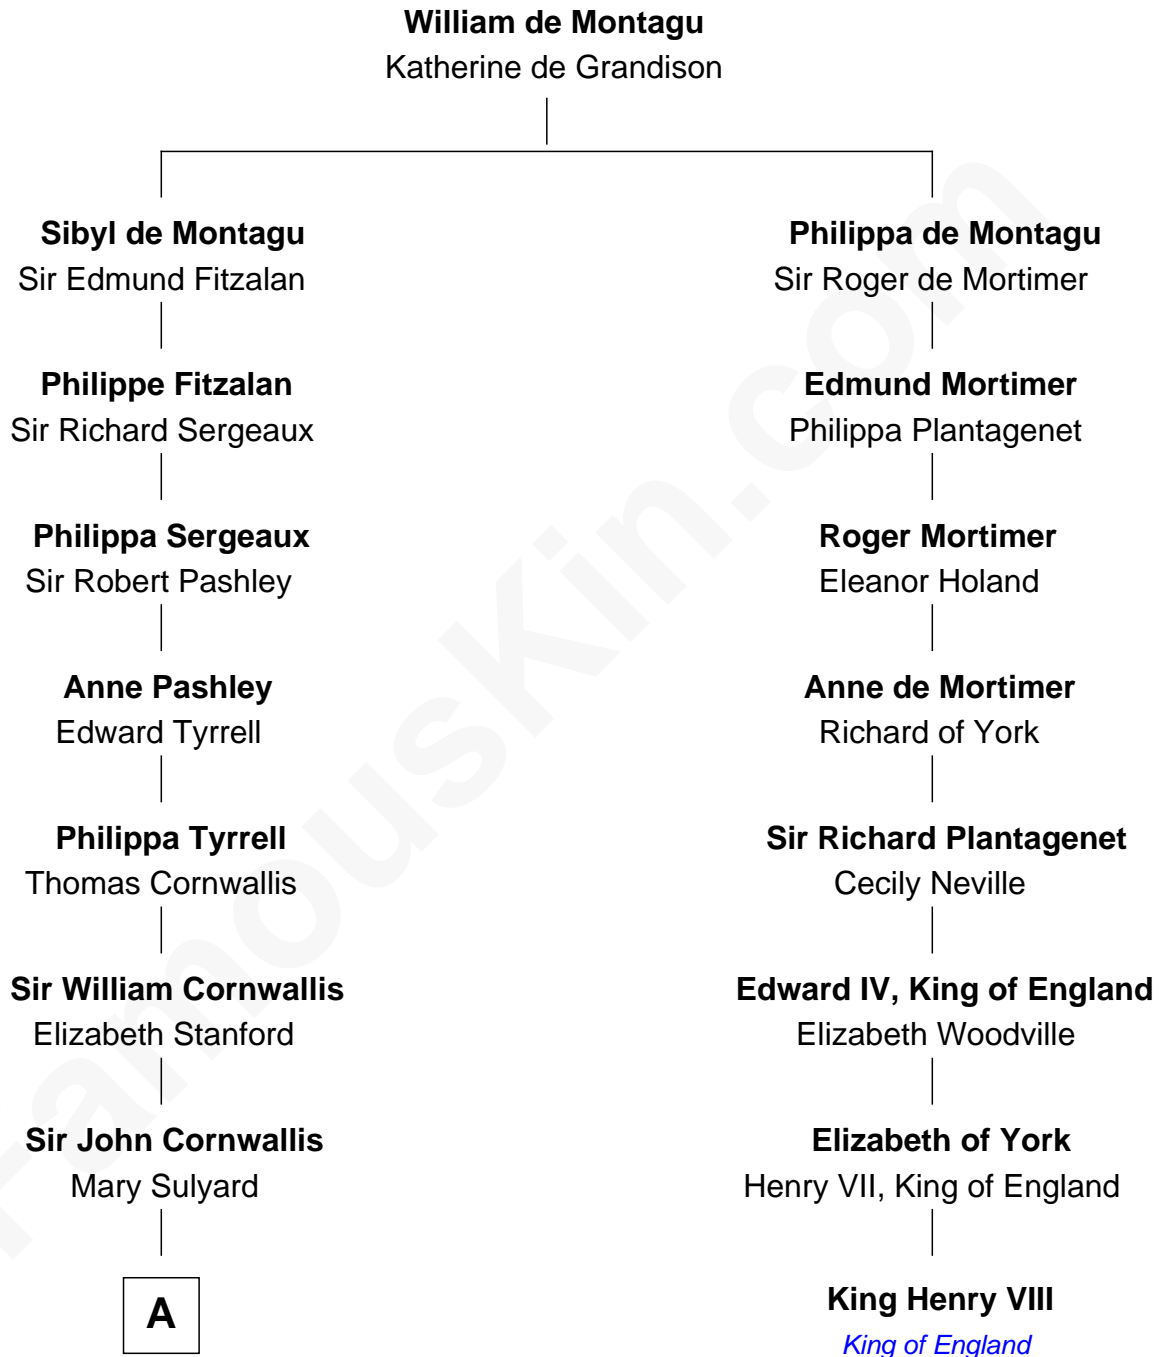 William de Montagu
Katherine de Grandison
Sibyl de Montagu
Sir Edmund Fitzalan
Philippa de Montagu
Sir Roger de Mortimer
Philippe Fitzalan
Sir Richard Sergeaux
Edmund Mortimer
Philippa Plantagenet
Philippa Sergeaux
Sir Robert Pashley
Roger Mortimer
Eleanor Holand
Anne Pashley
Edward Tyrrell
Anne de Mortimer
Richard of York
Philippa Tyrrell
Thomas Cornwallis
Sir Richard Plantagenet
Cecily Neville
Sir William Cornwallis
Elizabeth Stanford
Edward IV, King of England
Elizabeth Woodville
Sir John Cornwallis
Mary Sulyard
Elizabeth of York
Henry VII, King of England
A
King Henry VIII
King of England
FamousKin.com